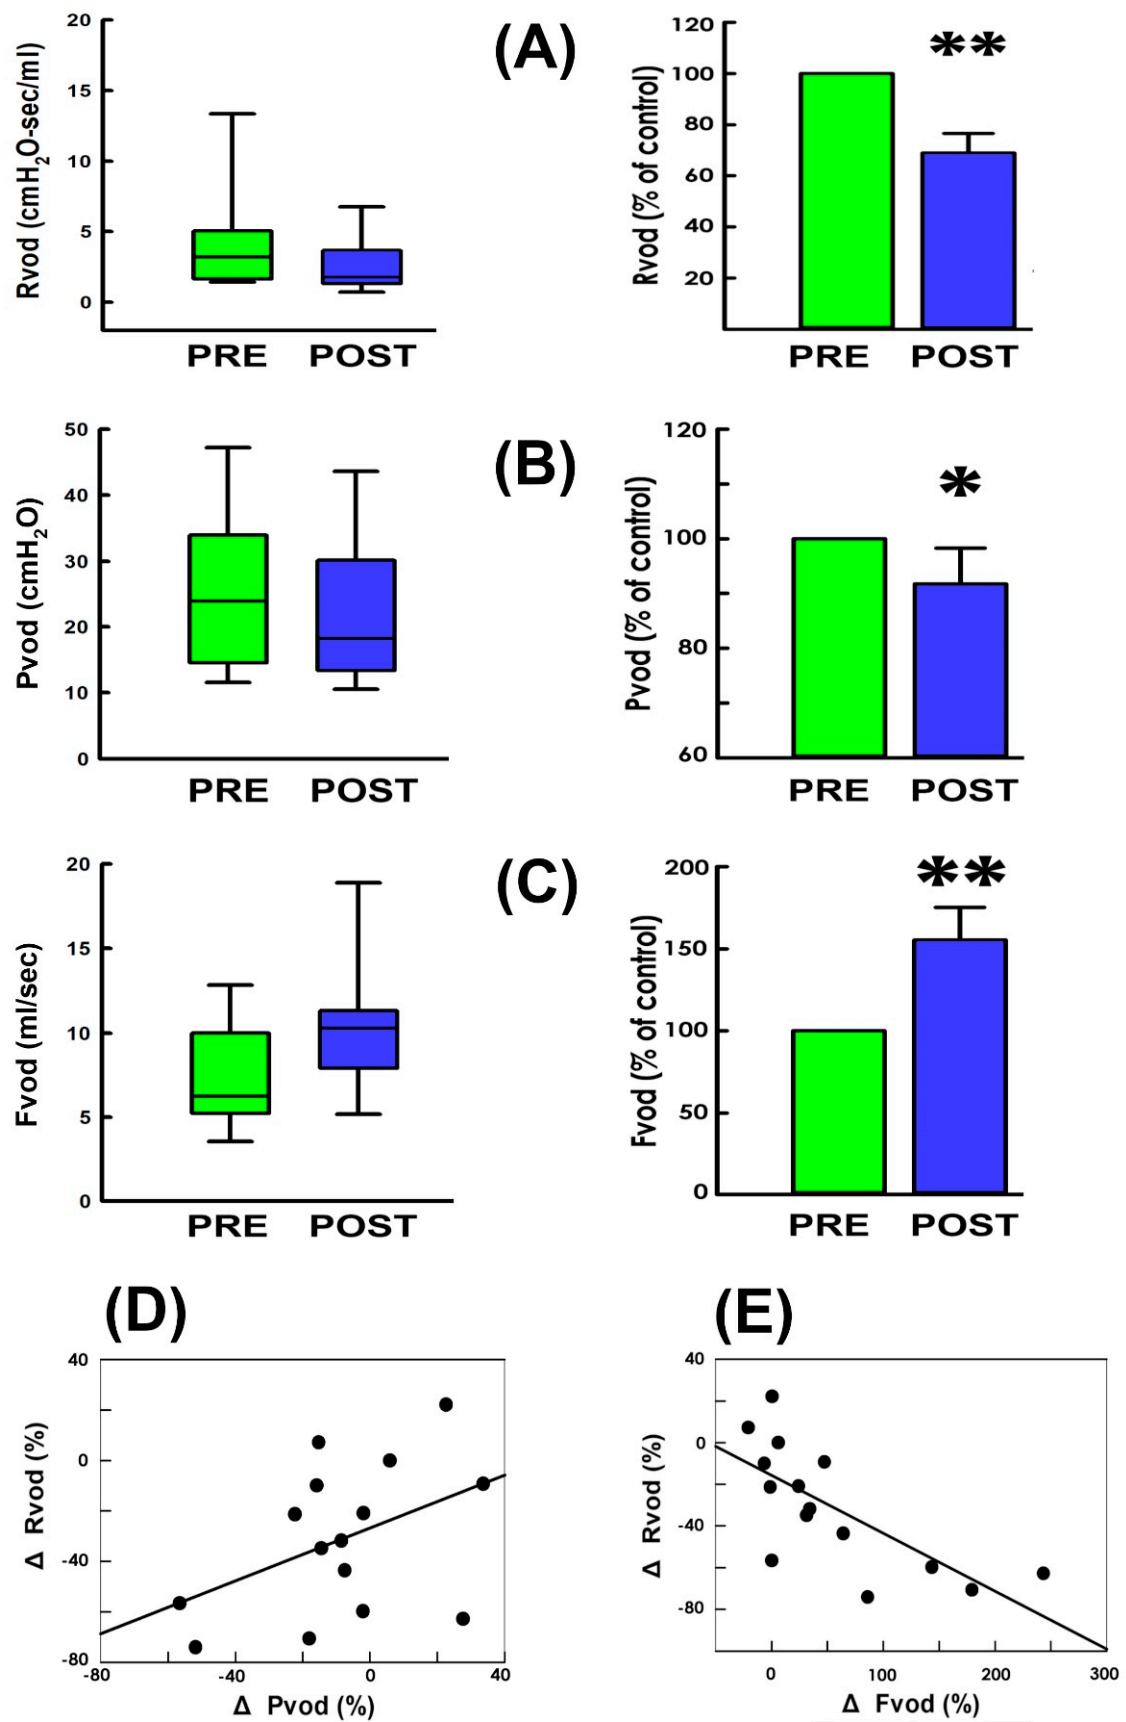 (A)
Rvod (cmH2O-sec/ml)
20
15
10
5
0
PRE POST
Rvod (% of control)
120
100
80
60
40
20
**
PRE POST
(B)
Pvod (cmH2O)
50
40
30
20
10
0
PRE POST
Pvod (% of control)
120
100
80
60
*
PRE POST
(C)
Fvod (ml/sec)
20
15
10
5
0
PRE POST
Fvod (% of control)
200
150
100
50
0
**
PRE POST
(D)
Δ Rvod (%)
40
0
-40
-80
-80 -40 0 40
Δ Pvod (%)
(E)
Δ Rvod (%)
40
0
-40
-80
0 100 200 300
Δ Fvod (%)